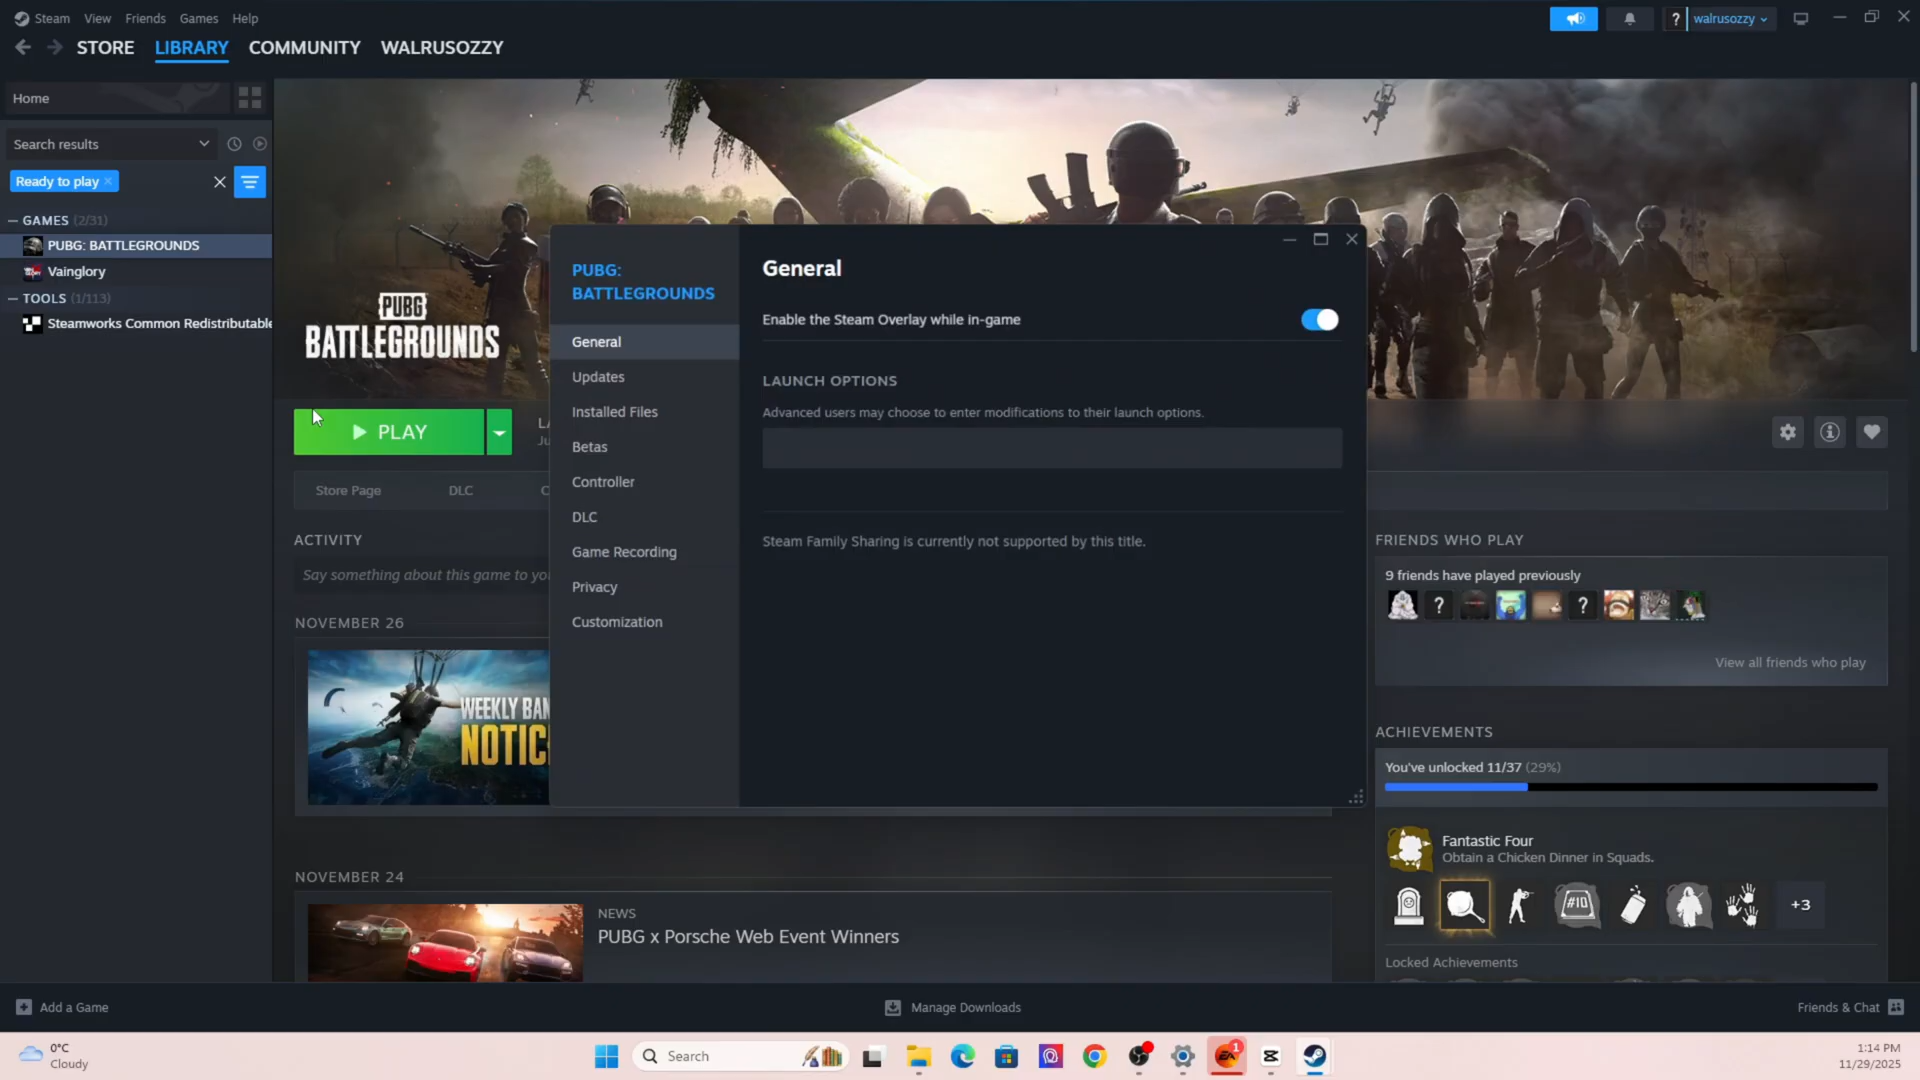 Steam View Friends Games Help
walrusozzy
STORE LIBRARY COMMUNITY WALRUSOZZY
Home
Search results
Ready to play
GAMES (2/31)
PUBG: BATTLEGROUNDS
Vainglory
TOOLS (1/113)
Steamworks Common Redistributable
PUBG
BATTLEGROUNDS
PLAY
Store Page DLC
ACTIVITY
Say something about this game to
NOVEMBER 26
WEEKLY BAN
NOTIC
NOVEMBER 24
NEWS
PUBG x Porsche Web Event Winners
PUBG:
BATTLEGROUNDS
General
Updates
Installed Files
Betas
Controller
DLC
Game Recording
Privacy
Customization
General
Enable the Steam Overlay while in-game
LAUNCH OPTIONS
Advanced users may choose to enter modifications to their launch options.
Steam Family Sharing is currently not supported by this title.
FRIENDS WHO PLAY
9 friends have played previously
View all friends who play
ACHIEVEMENTS
You've unlocked 11/37 (29%)
Fantastic Four
Obtain a Chicken Dinner in Squads.
#10
+3
Locked Achievements
Add a Game
Manage Downloads
Friends & Chat
0°C
Cloudy
Search
EA
1
1:14 PM
11/29/2025